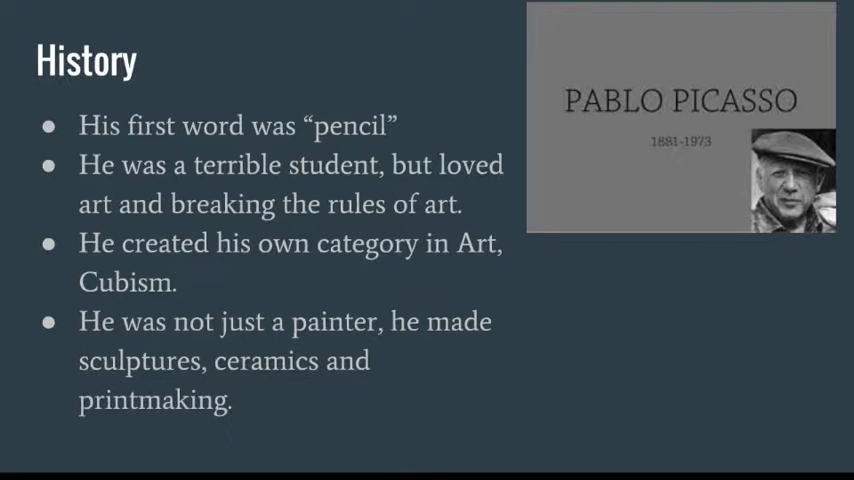 History
● His first word was “pencil”
● He was a terrible student, but loved
art and breaking the rules of art.
● He created his own category in Art,
Cubism.
● He was not just a painter, he made
sculptures, ceramics and
printmaking.
PABLO PICASSO
1881-1973